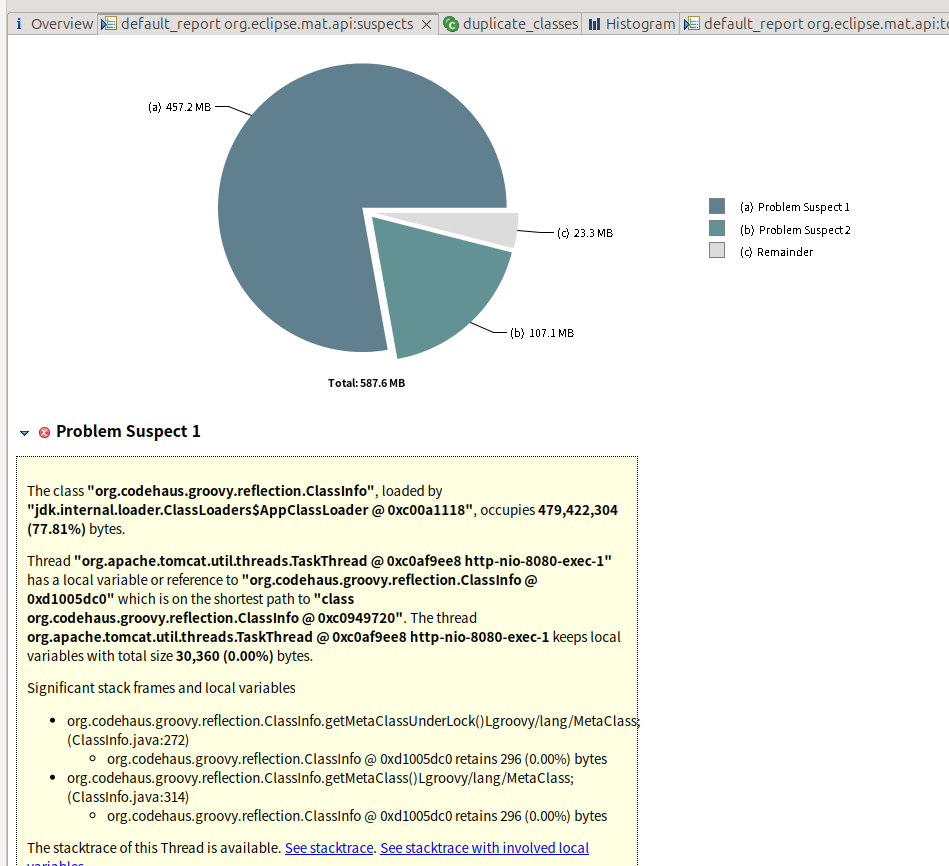 Overview
default_report org.eclipse.mat.api:suspects
duplicate_classes
Histogram
default_report org.eclipse.mat.api:to
(a) 457.2 MB
(c) 23.3 MB
(b) 107.1 MB
(a) Problem Suspect 1
(b) Problem Suspect 2
(c) Remainder
Total: 587.6 MB
Problem Suspect 1
The class "org.codehaus.groovy.reflection.ClassInfo", loaded by
"jdk.internal.loader.ClassLoaders$AppClassLoader @ 0xc00a1118", occupies 479,422,304
(77.81%) bytes.
Thread "org.apache.tomcat.util.threads.TaskThread @ 0xc0af9ee8 http-nio-8080-exec-1"
has a local variable or reference to "org.codehaus.groovy.reflection.ClassInfo @
0xd1005dc0" which is on the shortest path to "class
org.codehaus.groovy.reflection.ClassInfo @ 0xc0949720". The thread
org.apache.tomcat.util.threads.TaskThread @ 0xc0af9ee8 http-nio-8080-exec-1 keeps local
variables with total size 30,360 (0.00%) bytes.
Significant stack frames and local variables
• org.codehaus.groovy.reflection.ClassInfo.getMetaClassUnderLock()Lgroovy/lang/MetaClass;
(ClassInfo.java:272)
◦ org.codehaus.groovy.reflection.ClassInfo @ 0xd1005dc0 retains 296 (0.00%) bytes
• org.codehaus.groovy.reflection.ClassInfo.getMetaClass()Lgroovy/lang/MetaClass;
(ClassInfo.java:314)
◦ org.codehaus.groovy.reflection.ClassInfo @ 0xd1005dc0 retains 296 (0.00%) bytes
The stacktrace of this Thread is available. See stacktrace. See stacktrace with involved local
variables.